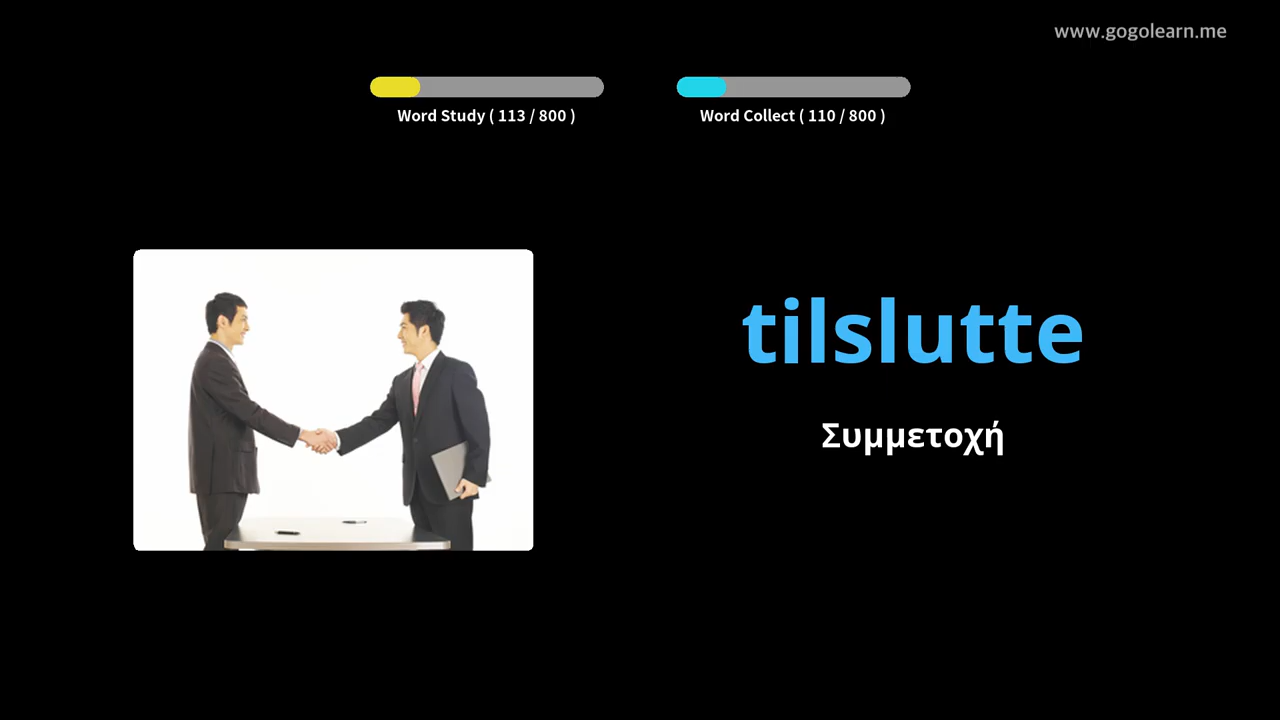 www.gogolearn.me
Word Study ( 113 / 800 )
Word Collect ( 110 / 800 )
tilslutte
Συμμετοχή